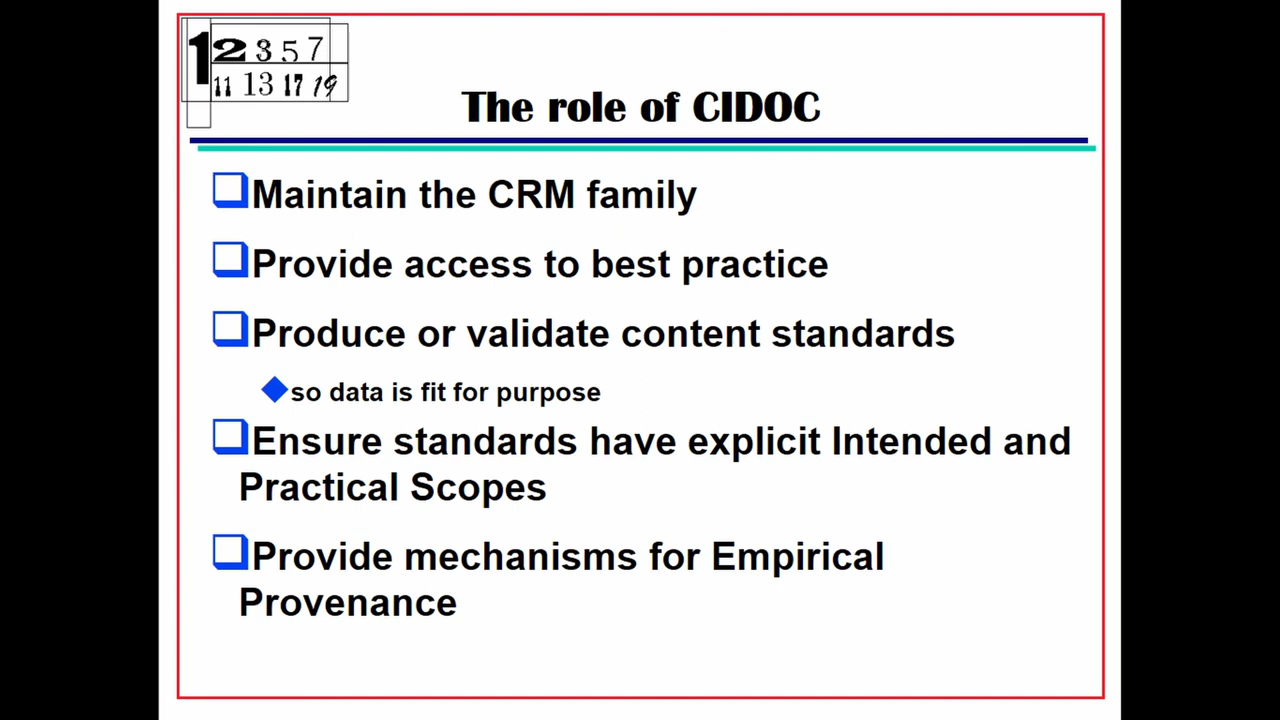 1 2 3 5 7
11 13 17 19
The role of CIDOC
Maintain the CRM family
Provide access to best practice
Produce or validate content standards
so data is fit for purpose
Ensure standards have explicit Intended and
Practical Scopes
Provide mechanisms for Empirical
Provenance